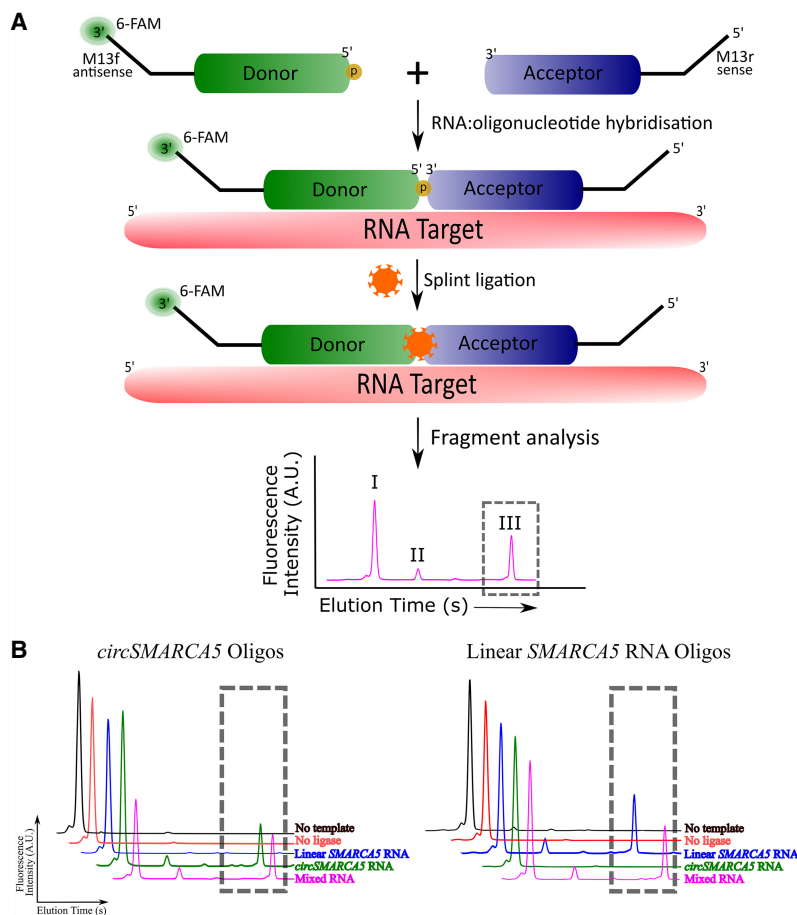 A
3' 6-FAM
M13f
antisense
Donor
5'
p
+
3'
Acceptor
5'
M13r
sense
RNA:oligonucleotide hybridisation
6-FAM
3'
5' 3'
5'
Donor
p
Acceptor
5'
3'
RNA Target
Splint ligation
6-FAM
3'
5'
Donor
Acceptor
5'
3'
RNA Target
Fragment analysis
Fluorescence
Intensity (A.U.)
I
II
III
Elution Time (s)
B
circSMARCA5 Oligos
Linear SMARCA5 RNA Oligos
No template
No ligase
Linear SMARCA5 RNA
circSMARCA5 RNA
Mixed RNA
No template
No ligase
Linear SMARCA5 RNA
circSMARCA5 RNA
Mixed RNA
Fluorescence
Intensity (A.U.)
Elution Time (s)